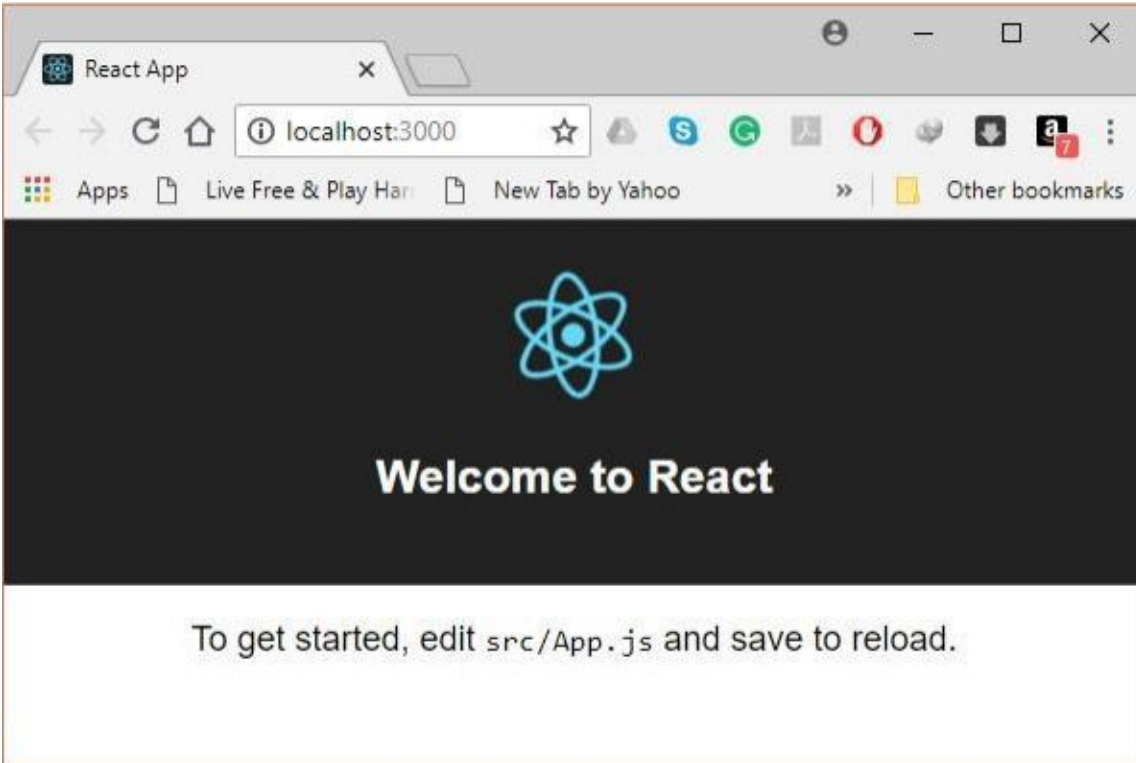 React App
localhost:3000
7
Apps Live Free & Play Har New Tab by Yahoo » Other bookmarks
Welcome to React
To get started, edit src/App.js and save to reload.